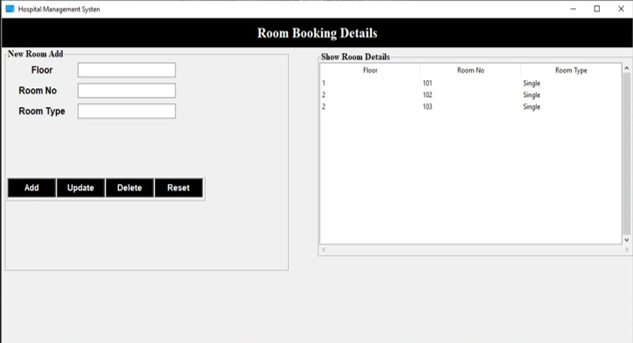 Hospital Management Systen
Room Booking Details
New Room Add
Floor
Room No
Room Type
Add Update Delete Reset
Show Room Details
Floor Room No Room Type
1 101 Single
2 102 Single
2 103 Single